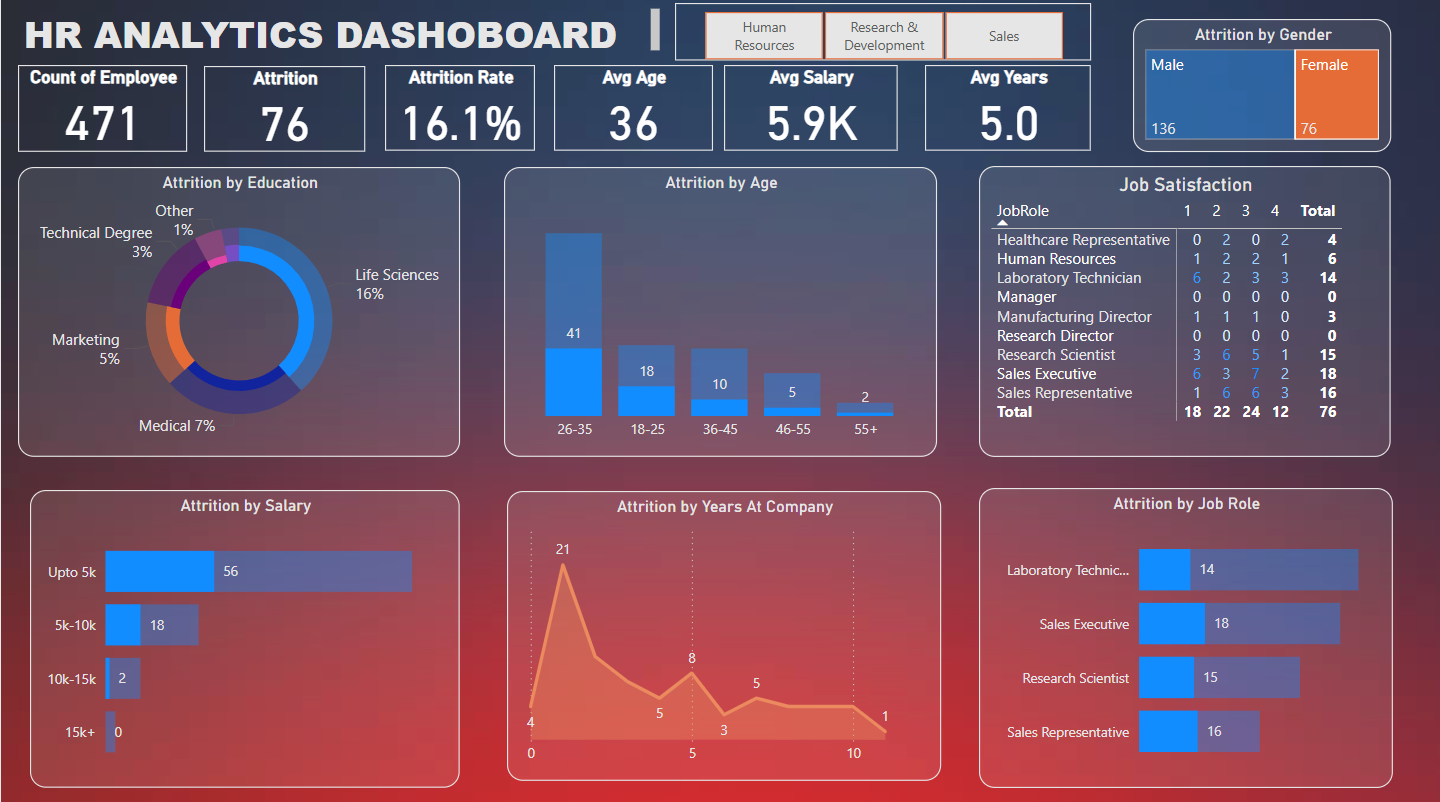 HR ANALYTICS DASHOBOARD
Human
Resources
Research &
Development
Sales
Count of Employee
471
Attrition
76
Attrition Rate
16.1%
Avg Age
36
Avg Salary
5.9K
Avg Years
5.0
Attrition by Gender
Male
136
Female
76
Attrition by Education
Other
1%
Technical Degree
3%
Life Sciences
16%
Marketing
5%
Medical 7%
Attrition by Age
41
18
10
5
2
26-35 18-25 36-45 46-55 55+
Job Satisfaction
JobRole 1 2 3 4 Total
Healthcare Representative 0 2 0 2 4
Human Resources 1 2 2 1 6
Laboratory Technician 6 2 3 3 14
Manager 0 0 0 0 0
Manufacturing Director 1 1 1 0 3
Research Director 0 0 0 0 0
Research Scientist 3 6 5 1 15
Sales Executive 6 3 7 2 18
Sales Representative 1 6 6 3 16
Total 18 22 24 12 76
Attrition by Salary
Upto 5k 56
5k-10k 18
10k-15k 2
15k+ 0
Attrition by Years At Company
21
8
5
4
5
3
1
0 5 10
Attrition by Job Role
Laboratory Technic... 14
Sales Executive 18
Research Scientist 15
Sales Representative 16